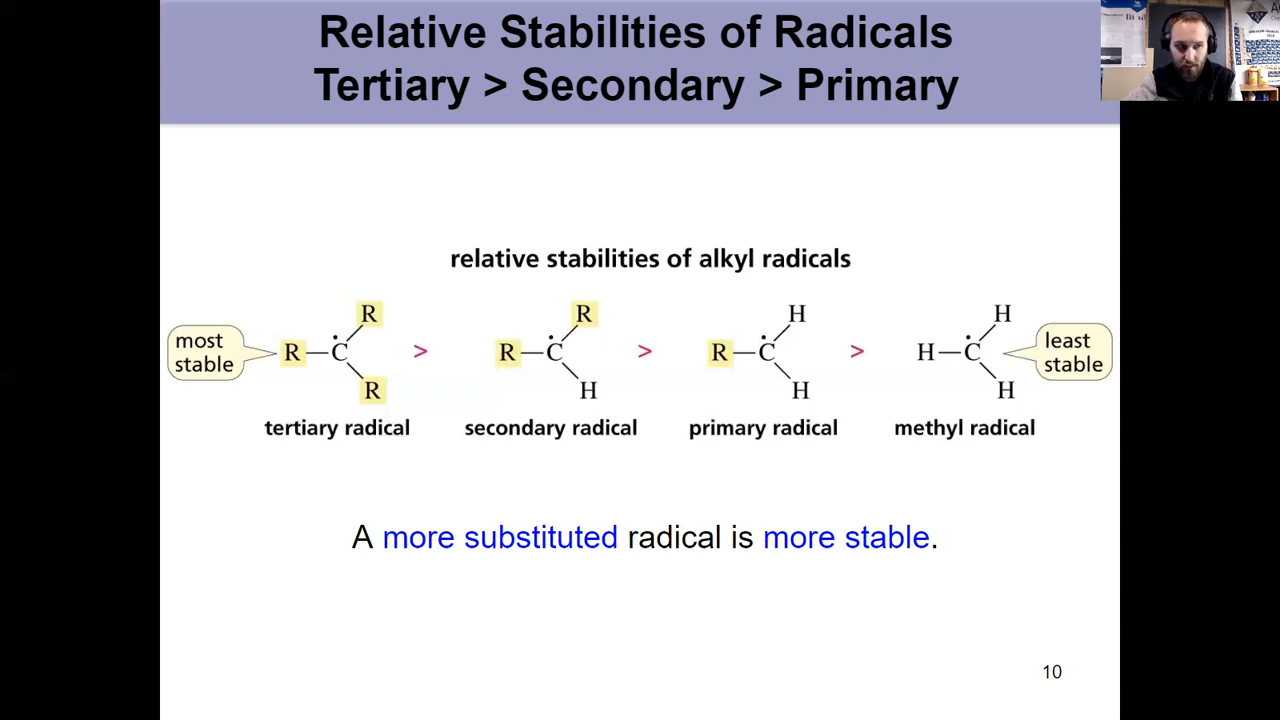 Relative Stabilities of Radicals
Tertiary > Secondary > Primary
relative stabilities of alkyl radicals
most
stable
R—Ċ
R
R
tertiary radical
>
R—Ċ
R
H
secondary radical
>
R—Ċ
H
H
primary radical
>
H—Ċ
H
H
methyl radical
least
stable
A more substituted radical is more stable.
10